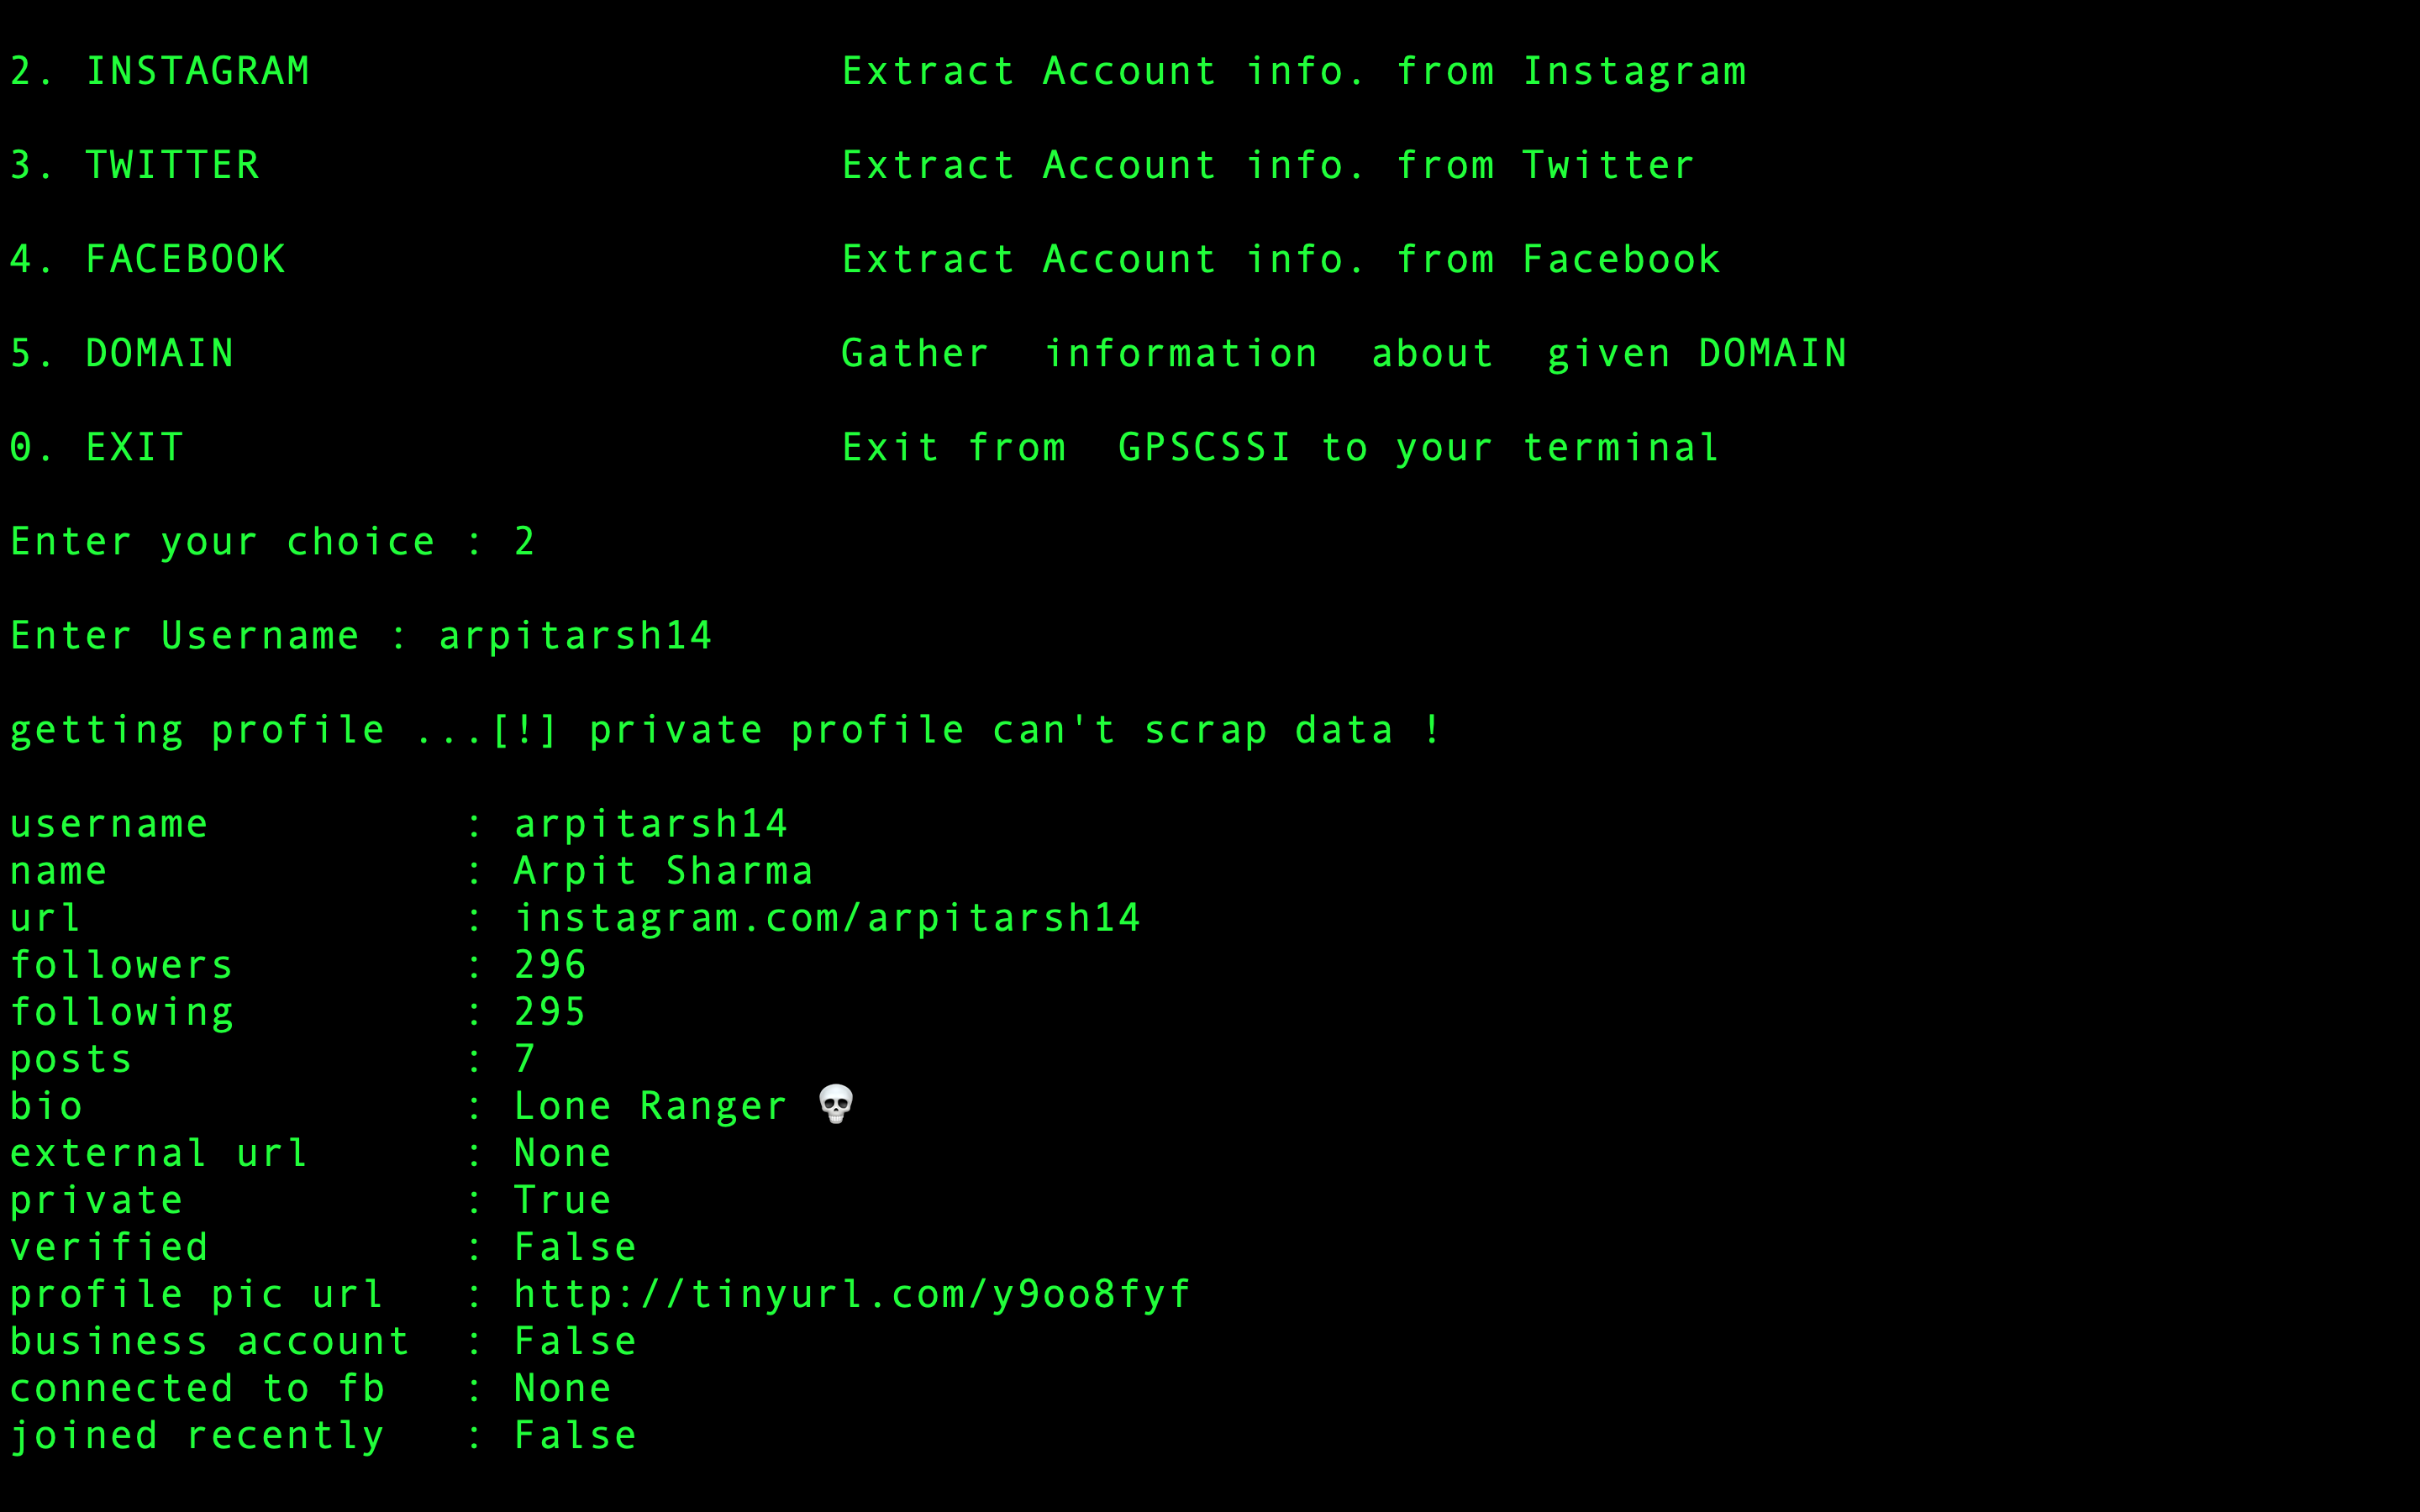 2. INSTAGRAM Extract Account info. from Instagram
3. TWITTER Extract Account info. from Twitter
4. FACEBOOK Extract Account info. from Facebook
5. DOMAIN Gather information about given DOMAIN
0. EXIT Exit from GPSCSSI to your terminal
Enter your choice : 2
Enter Username : arpitarsh14
getting profile ...[!] private profile can't scrap data !
username : arpitarsh14
name : Arpit Sharma
url : instagram.com/arpitarsh14
followers : 296
following : 295
posts : 7
bio : Lone Ranger 💀
external url : None
private : True
verified : False
profile pic url : http://tinyurl.com/y9oo8fyf
business account : False
connected to fb : None
joined recently : False